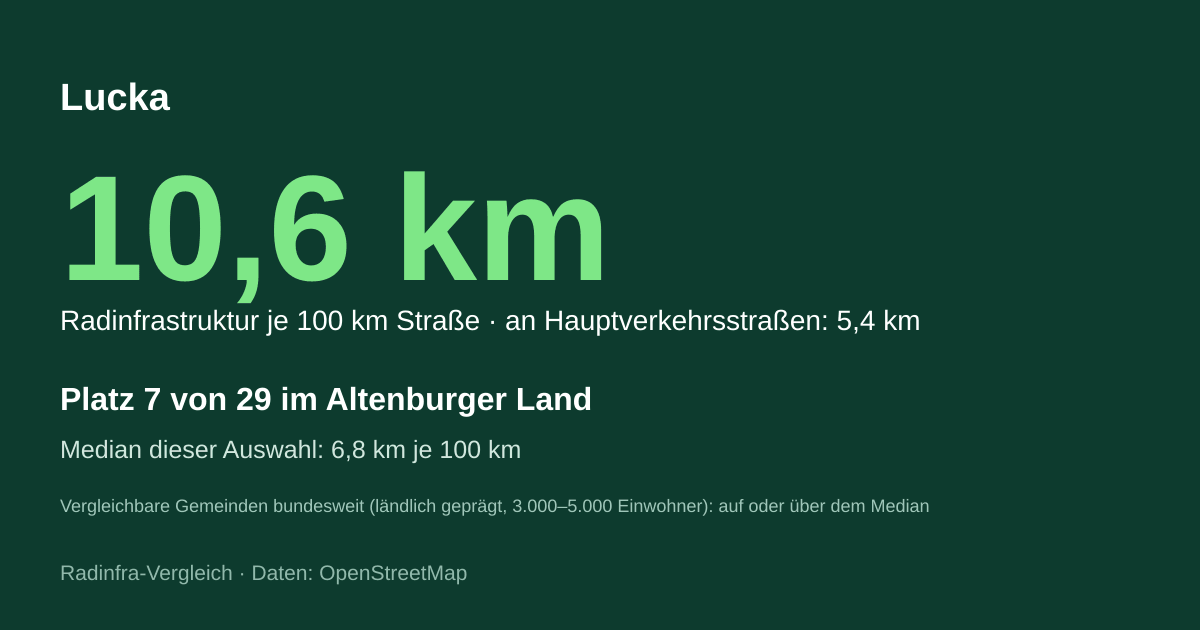 Lucka
10,6 km
Radinfrastruktur je 100 km Straße · an Hauptverkehrsstraßen: 5,4 km
Platz 7 von 29 im Altenburger Land
Median dieser Auswahl: 6,8 km je 100 km
Vergleichbare Gemeinden bundesweit (ländlich geprägt, 3.000–5.000 Einwohner): auf oder über dem Median
Radinfra-Vergleich · Daten: OpenStreetMap